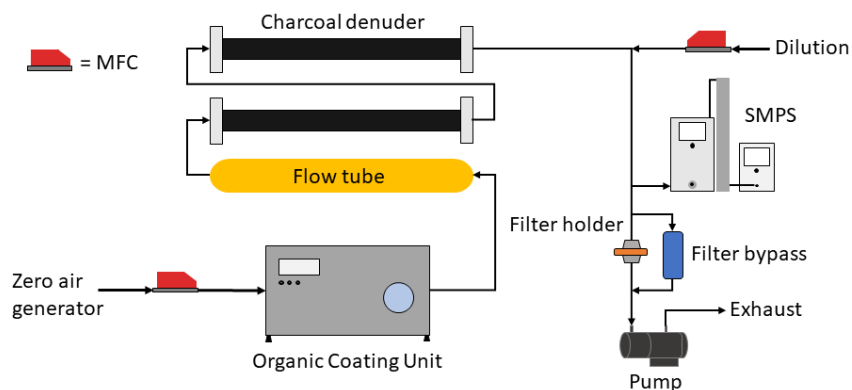 Charcoal denuder
= MFC
Dilution
SMPS
Flow tube
Filter holder
Filter bypass
Zero air
generator
Organic Coating Unit
Exhaust
Pump